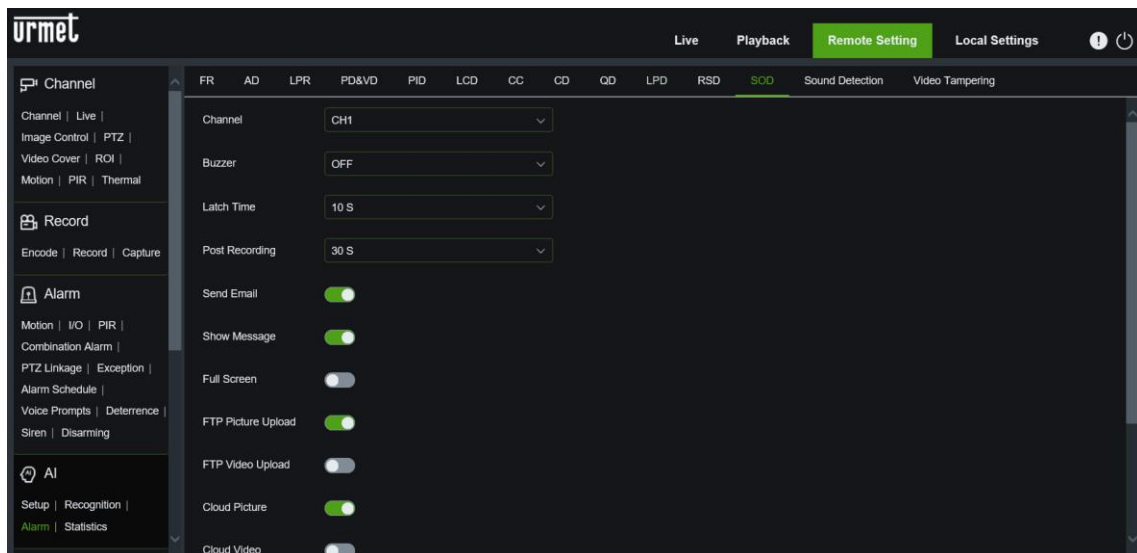 urmet
Live Playback Remote Setting Local Settings
Channel
Channel | Live |
Image Control | PTZ |
Video Cover | ROI |
Motion | PIR | Thermal
Record
Encode | Record | Capture
Alarm
Motion | I/O | PIR |
Combination Alarm |
PTZ Linkage | Exception |
Alarm Schedule |
Voice Prompts | Deterrence |
Siren | Disarming
AI
Setup | Recognition |
Alarm | Statistics
FR AD LPR PD&VD PID LCD CC CD QD LPD RSD SOD Sound Detection Video Tampering
Channel CH1
Buzzer OFF
Latch Time 10 S
Post Recording 30 S
Send Email
Show Message
Full Screen
FTP Picture Upload
FTP Video Upload
Cloud Picture
Cloud Video